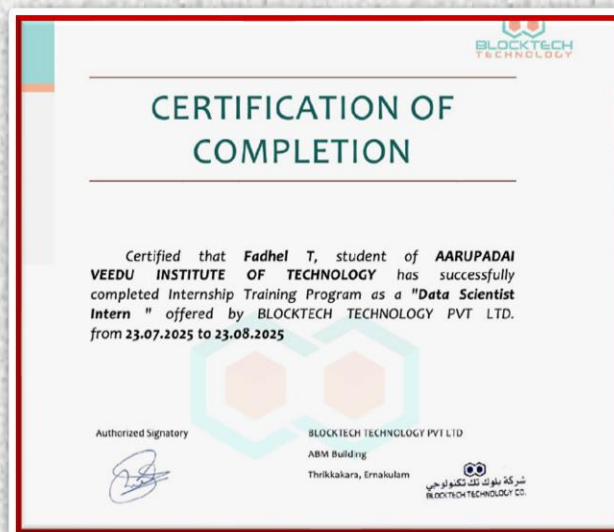 BLOCKTECH
TECHNOLOGY
CERTIFICATION OF
COMPLETION
Certified that Fadhel T, student of AARUPADAI
VEEDU INSTITUTE OF TECHNOLOGY has successfully
completed Internship Training Program as a "Data Scientist
Intern " offered by BLOCKTECH TECHNOLOGY PVT LTD.
from 23.07.2025 to 23.08.2025
Authorized Signatory
BLOCKTECH TECHNOLOGY PVT LTD
ABM Building
Thrikkakara, Ernakulam
شركة بلوك تك تكنولوجي
BLOCKTECH TECHNOLOGY CO.